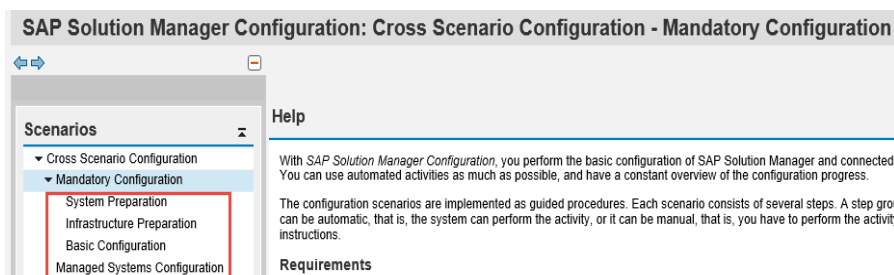 SAP Solution Manager Configuration: Cross Scenario Configuration - Mandatory Configuration
Scenarios
Cross Scenario Configuration
Mandatory Configuration
System Preparation
Infrastructure Preparation
Basic Configuration
Managed Systems Configuration
Help
With SAP Solution Manager Configuration, you perform the basic configuration of SAP Solution Manager and connected
You can use automated activities as much as possible, and have a constant overview of the configuration progress.
The configuration scenarios are implemented as guided procedures. Each scenario consists of several steps. A step grou
can be automatic, that is, the system can perform the activity, or it can be manual, that is, you have to perform the activity
instructions.
Requirements